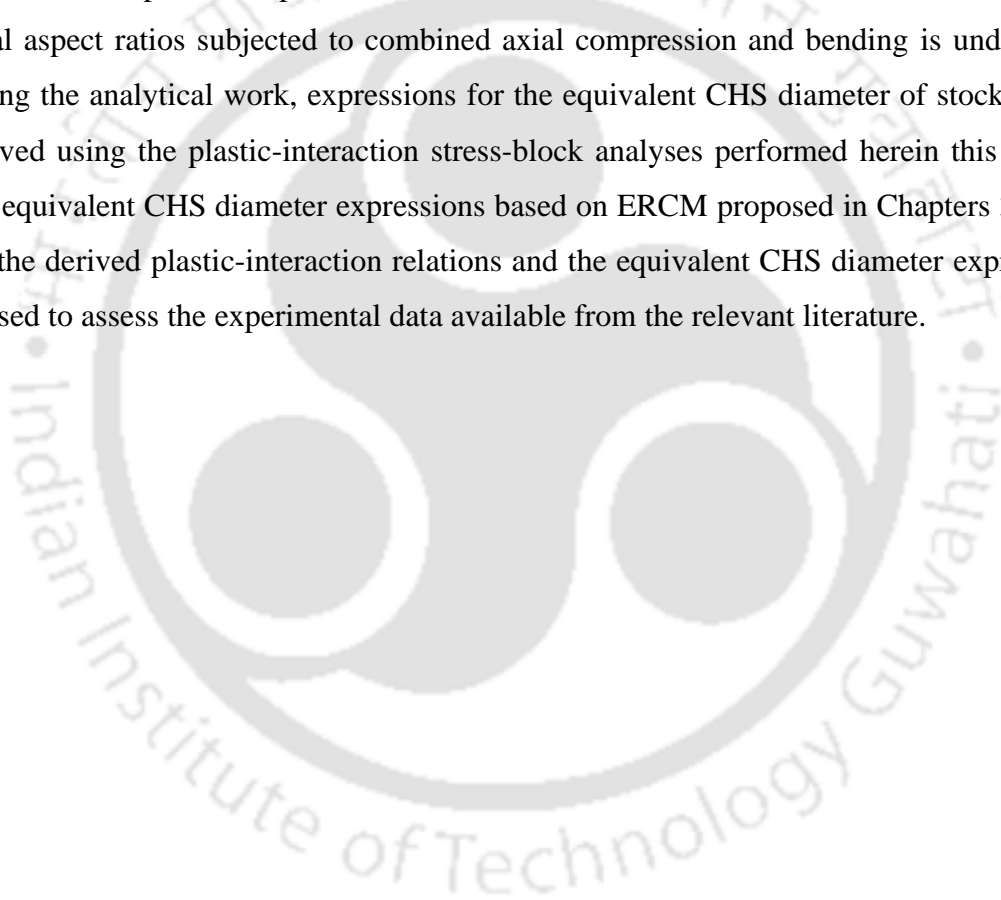 al aspect ratios subjected to combined axial compression and bending is und
ng the analytical work, expressions for the equivalent CHS diameter of stock
ved using the plastic-interaction stress-block analyses performed herein this
equivalent CHS diameter expressions based on ERCM proposed in Chapters
the derived plastic-interaction relations and the equivalent CHS diameter exp
sed to assess the experimental data available from the relevant literature.
Indian Institute of Technology Guwahati